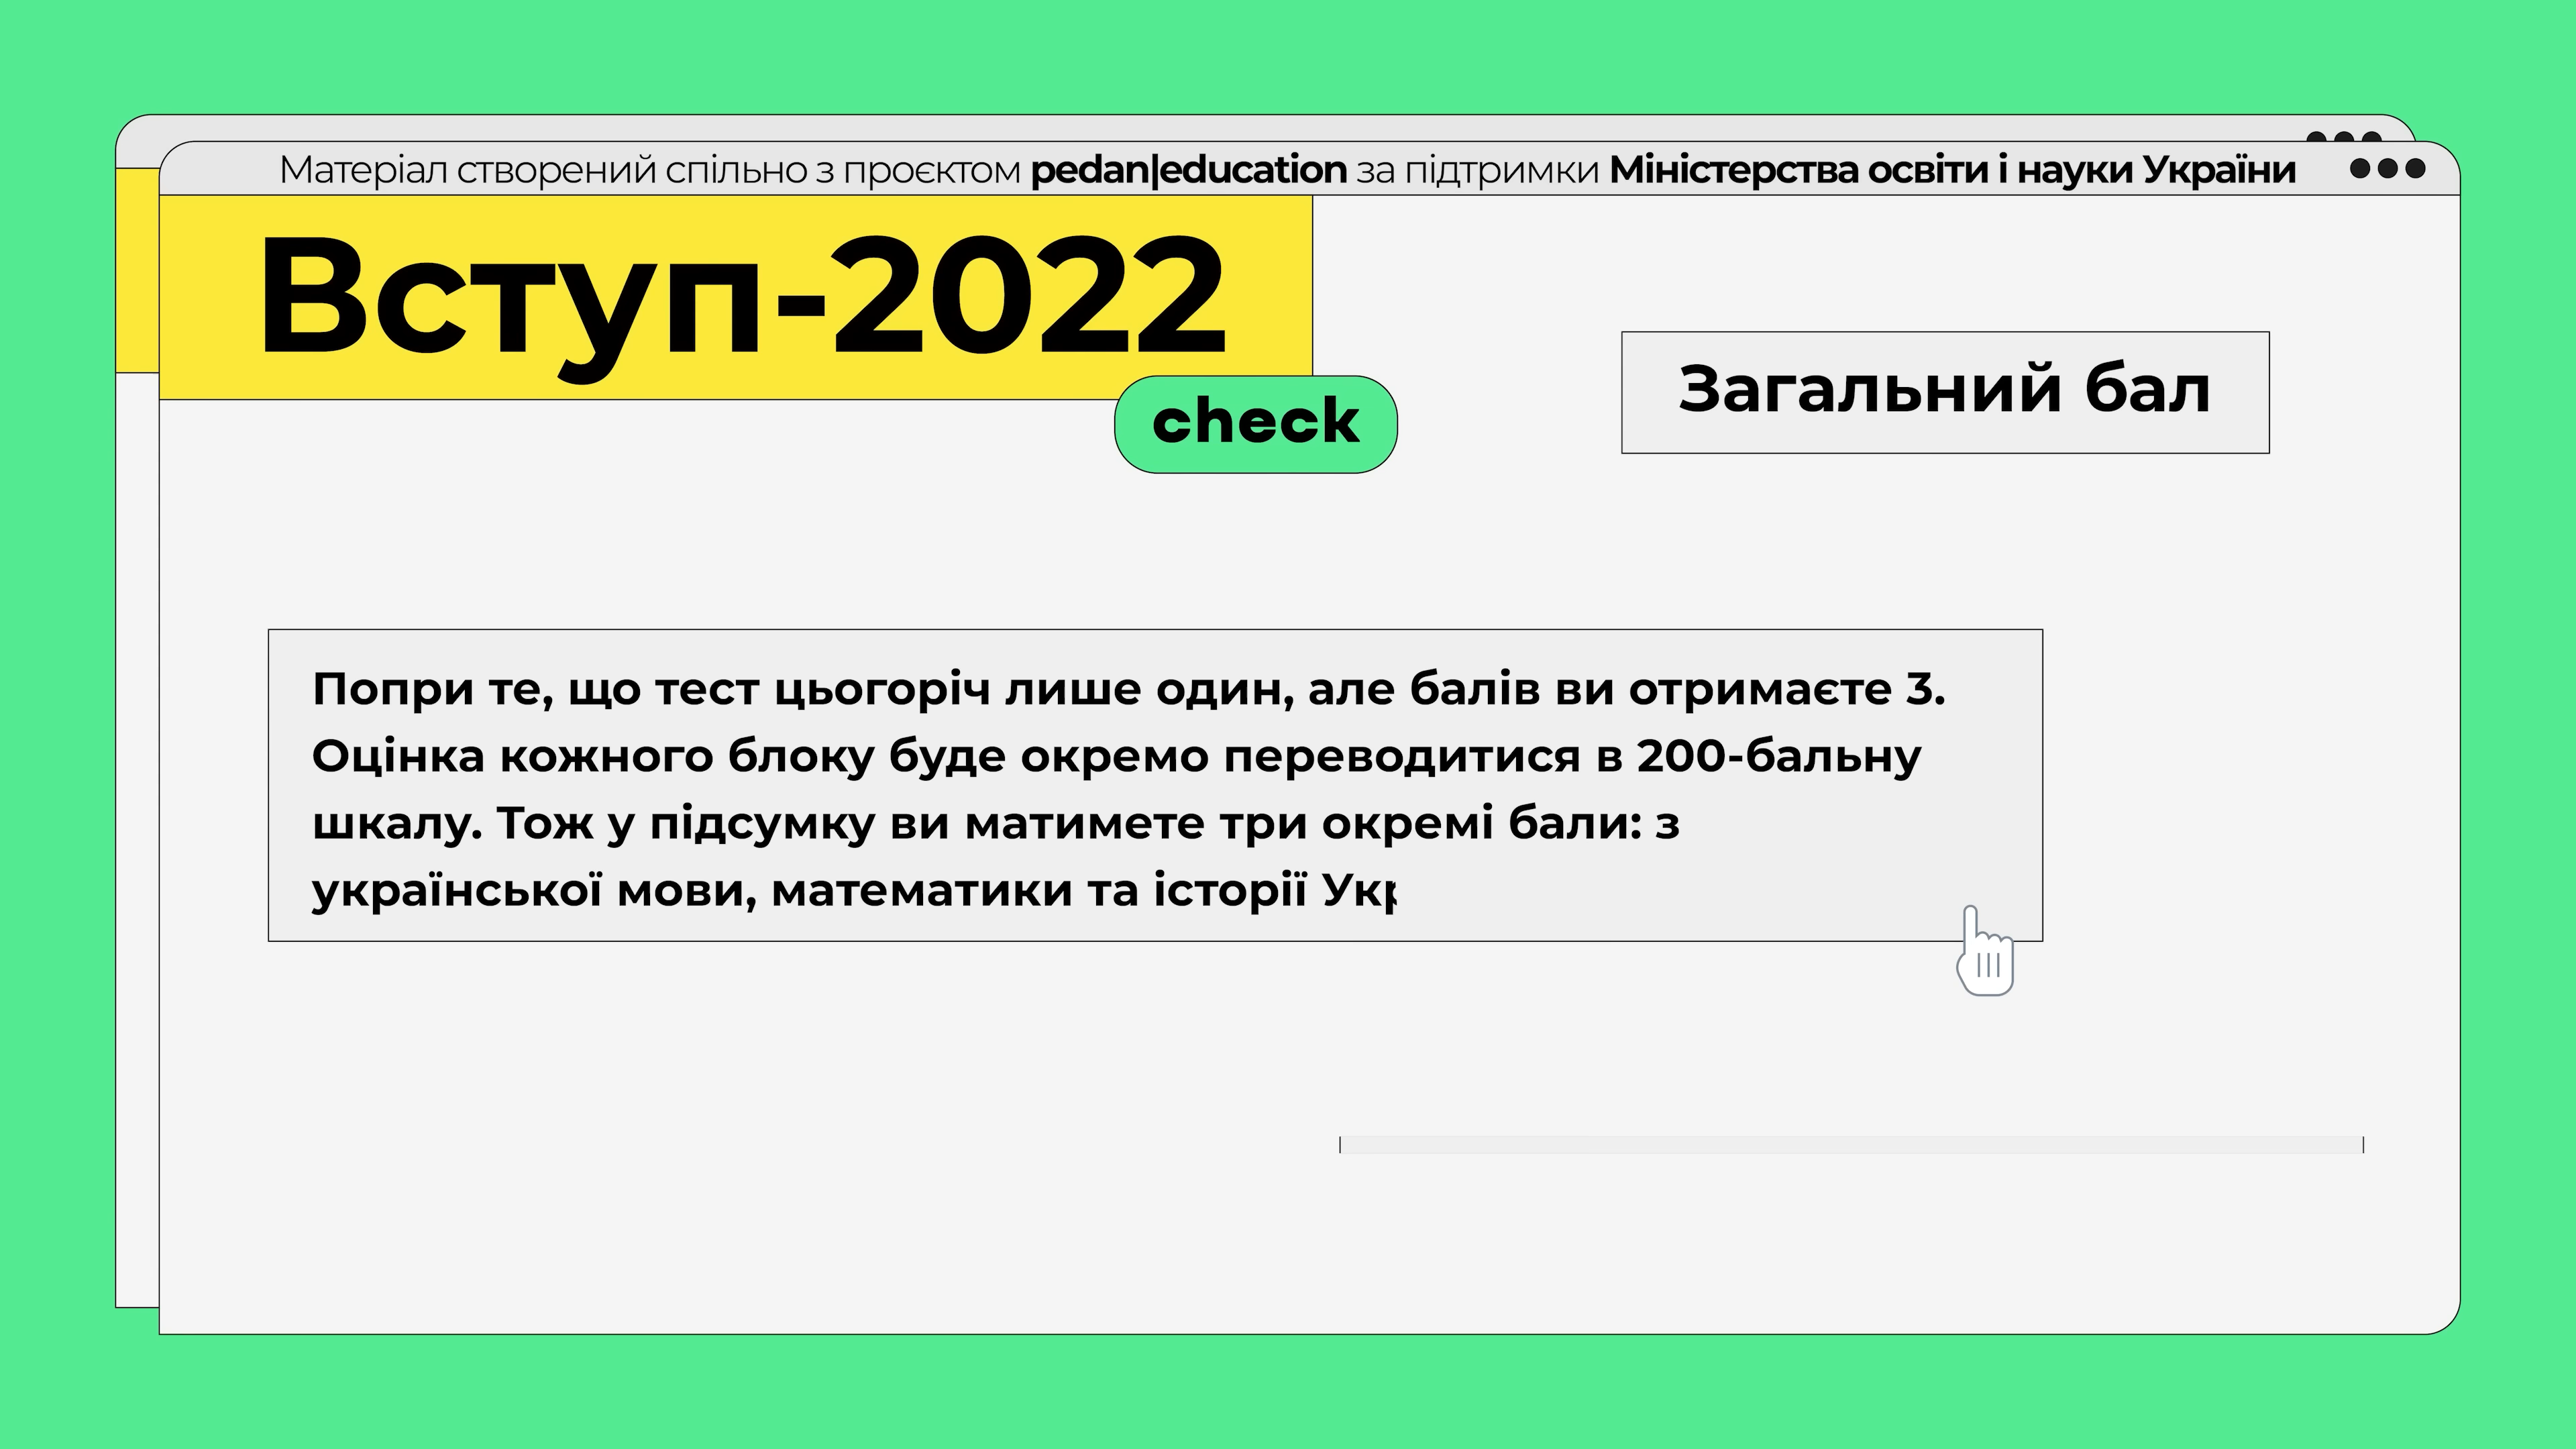 Матеріал створений спільно з проєктом pedan|education за підтримки Міністерства освіти і науки України
Вступ-2022
check
Загальний бал
Попри те, що тест цьогоріч лише один, але балів ви отримаєте 3.
Оцінка кожного блоку буде окремо переводитися в 200-бальну
шкалу. Тож у підсумку ви матимете три окремі бали: з
української мови, математики та історії Укр